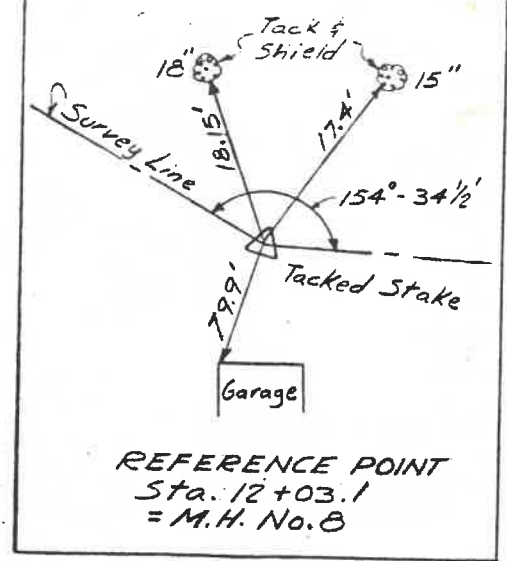 Tack &
Shield
18"
15"
Survey Line
18.15'
17.4'
154°-34½'
Tacked Stake
79.9'
Garage
REFERENCE POINT
Sta. 12+03.1
= M.H. No. 8